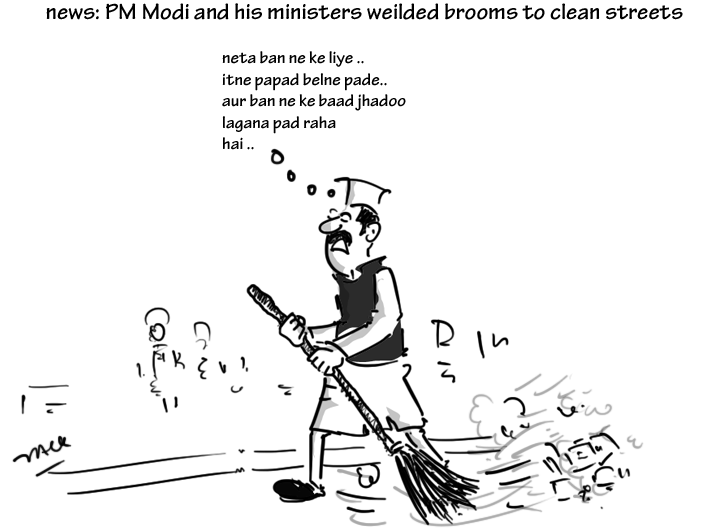 news: PM Modi and his ministers weilded brooms to clean streets
neta ban ne ke liye ..
itne papad belne pade..
aur ban ne ke baad jhadoo
lagana pad raha
hai ..